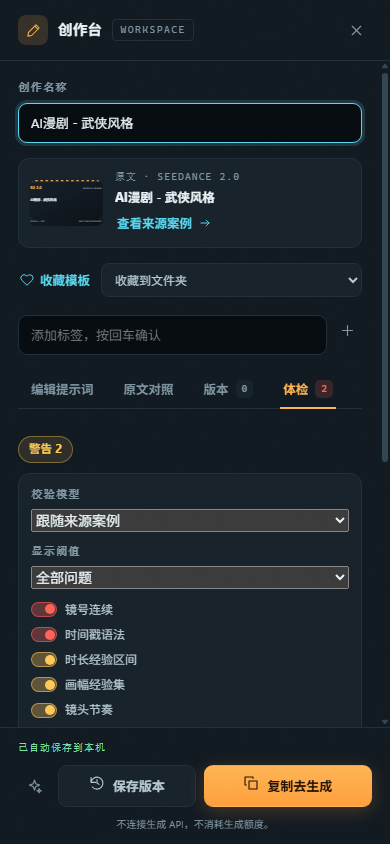 创作台 WORKSPACE
创作名称
AI漫剧 - 武侠风格
原文 · SEEDANCE 2.0
AI漫剧 - 武侠风格
查看来源案例 →
收藏模板 收藏到文件夹
添加标签，按回车确认
编辑提示词 原文对照 版本 0 体检 2
警告 2
校验模型
跟随来源案例
显示阈值
全部问题
镜号连续
时间戳语法
时长经验区间
画幅经验集
镜头节奏
已自动保存到本机
保存版本 复制去生成
不连接生成 API，不消耗生成额度。